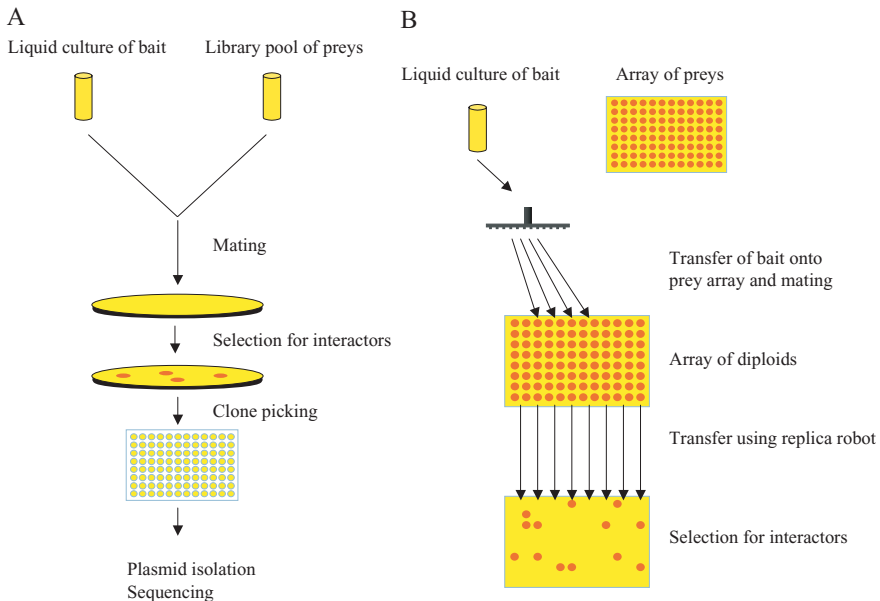 A
Liquid culture of bait
Library pool of preys
Mating
Selection for interactors
Clone picking
Plasmid isolation
Sequencing
B
Liquid culture of bait
Array of preys
Transfer of bait onto
prey array and mating
Array of diploids
Transfer using replica robot
Selection for interactors